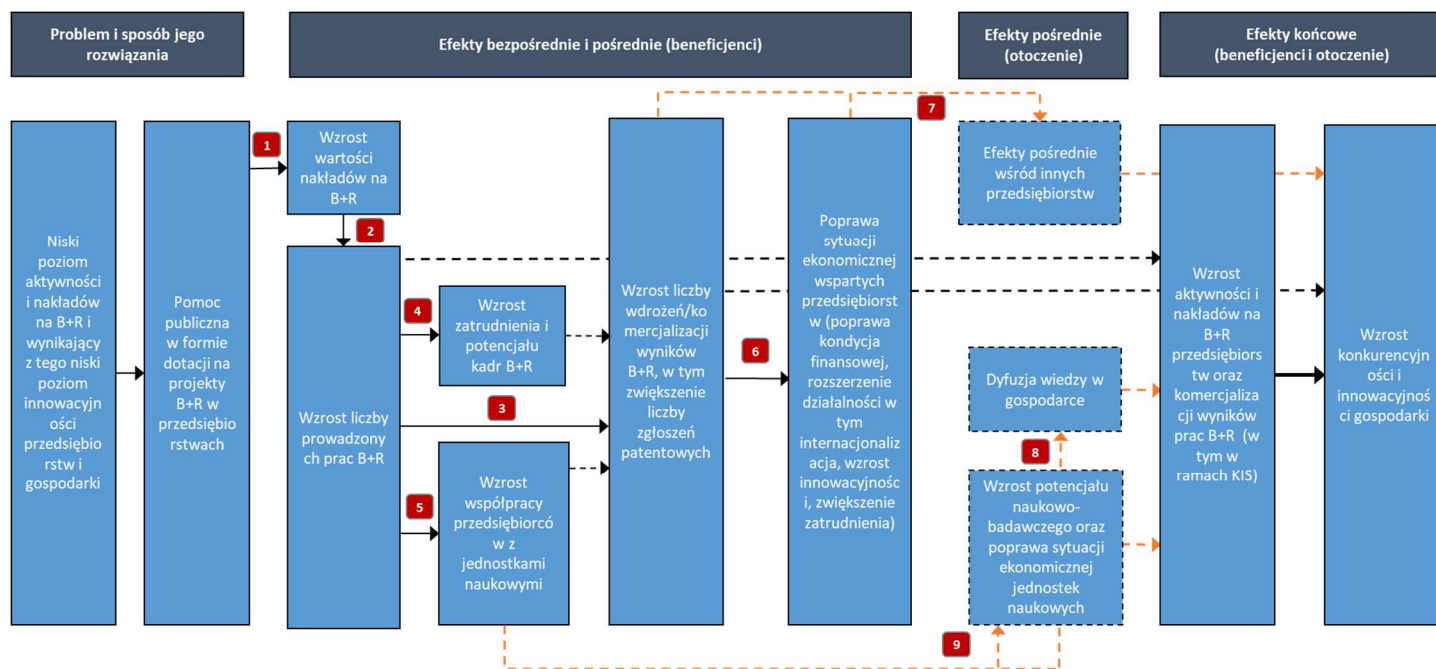 Problem i sposób jego
rozwiązania
Efekty bezpośrednie i pośrednie (beneficjenci)
Efekty pośrednie
(otoczenie)
Efekty końcowe
(beneficjenci i otoczenie)
Niski
poziom
aktywności
i nakładów
na B+R i
wynikający
z tego niski
poziom
innowacyjn
ości
przedsiębio
rstw i
gospodarki
Pomoc
publiczna
w formie
dotacji na
projekty
B+R w
przedsiębio
rstwach
1
Wzrost
wartości
nakładów na
B+R
2
Wzrost liczby
prowadzony
ch prac B+R
4
Wzrost
zatrudnienia i
potencjału
kadr B+R
3
5
Wzrost
współpracy
przedsiębiorcó
w z
jednostkami
naukowymi
Wzrost liczby
wdrożeń/ko
mercjalizacji
wyników
B+R, w tym
zwiększenie
liczby
zgłoszeń
patentowych
6
Poprawa
sytuacji
ekonomicznej
wspartych
przedsiębiorst
w (poprawa
kondycja
finansowej,
rozszerzenie
działalności w
tym
internacjonaliz
acja, wzrost
innowacyjnośc
i, zwiększenie
zatrudnienia)
7
Efekty pośrednie
wśród innych
przedsiębiorstw
Dyfuzja wiedzy w
gospodarce
8
Wzrost potencjału
naukowo-
badawczego oraz
poprawa sytuacji
ekonomicznej
jednostek
naukowych
9
Wzrost
aktywności i
nakładów na
B+R
przedsiębiors
tw oraz
komercjaliza
cji wyników
prac B+R (w
tym w
ramach KIS)
Wzrost
konkurencyjn
ości i
innowacyjnoś
ci gospodarki